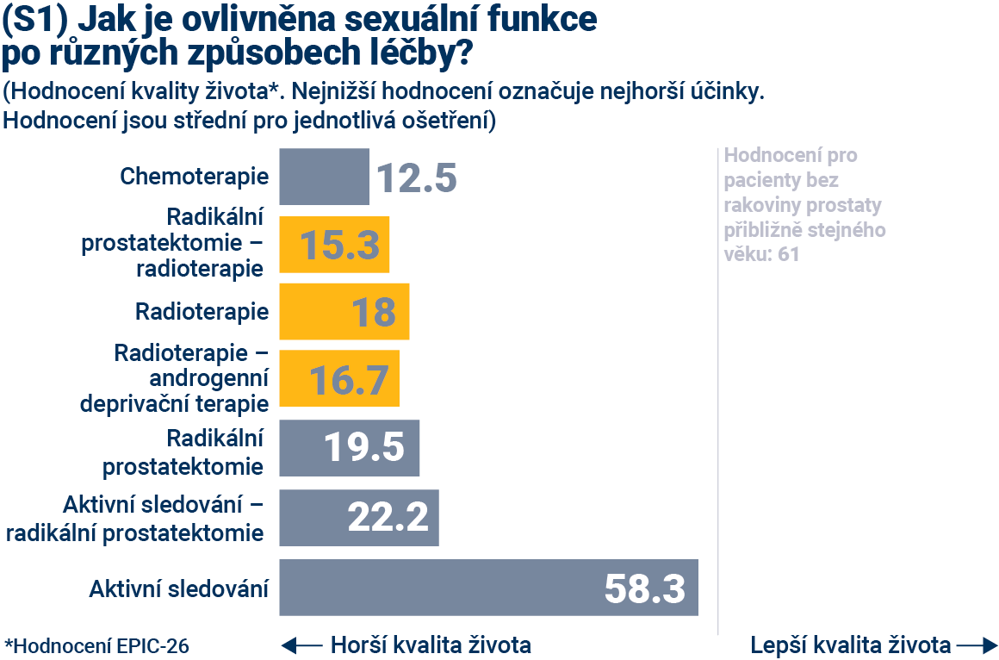 (S1) Jak je ovlivněna sexuální funkce
po různých způsobech léčby?
(Hodnocení kvality života*. Nejnižší hodnocení označuje nejhorší účinky.
Hodnocení jsou střední pro jednotlivá ošetření)
Chemoterapie
12.5
Hodnocení pro
pacienty bez
rakoviny prostaty
přibližně stejného
věku: 61
Radikální
prostatektomie –
radioterapie
15.3
Radioterapie
18
Radioterapie –
androgenní
deprivační terapie
16.7
Radikální
prostatektomie
19.5
Aktivní sledování –
radikální prostatektomie
22.2
Aktivní sledování
58.3
*Hodnocení EPIC-26
Horší kvalita života
Lepší kvalita života